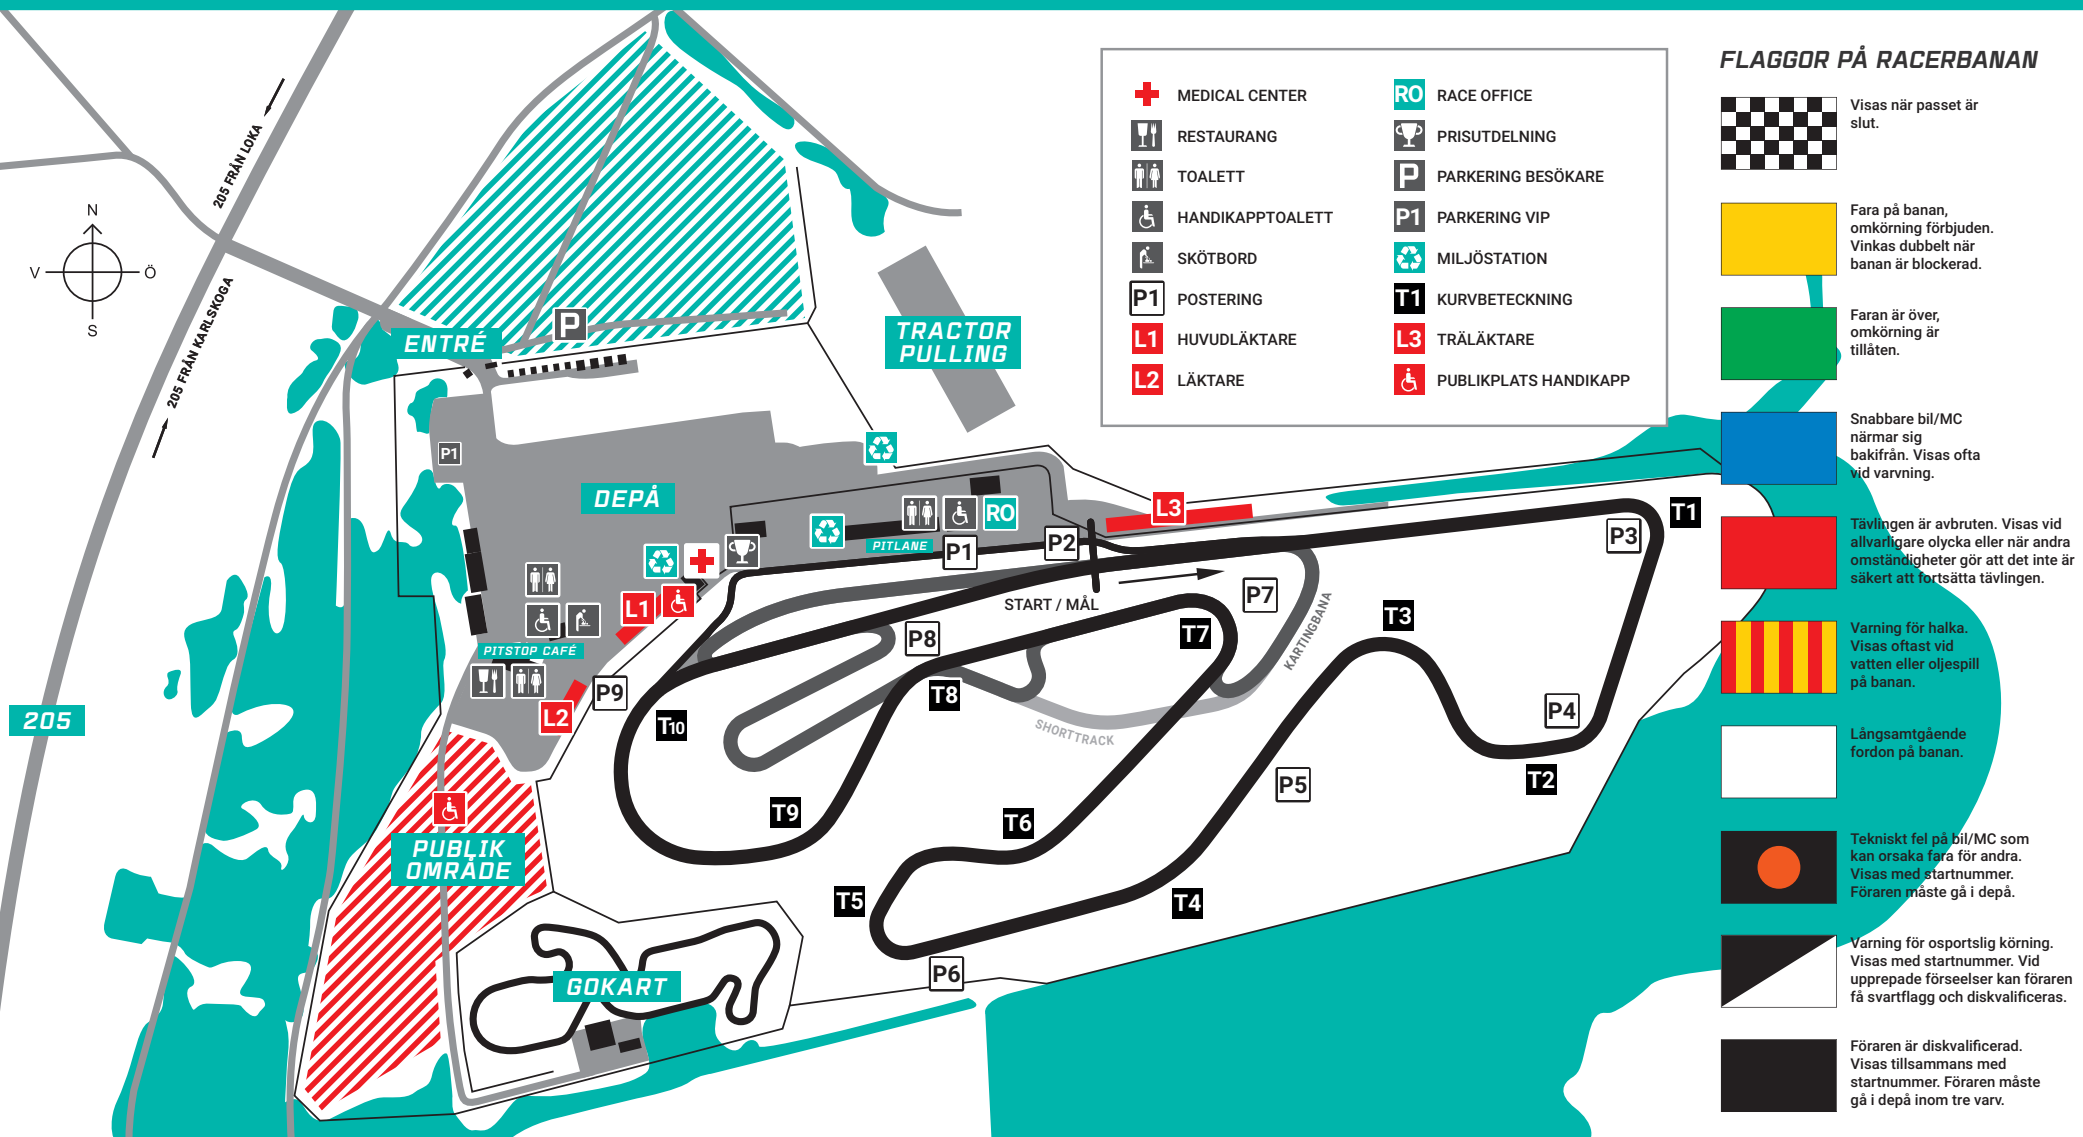 205 FRÅN LOKA
N
V
Ö
S
205 FRÅN KARLSKOGA
205
ENTRÉ
P
TRACTOR
PULLING
P1
DEPÅ
L3
RO
PITLANE
P1
P2
START / MÅL
L1
PITSTOP CAFÉ
L2
P9
T10
P8
T8
T7
P7
KARTINGBANA
SHORTTRACK
T3
T1
P3
P4
T2
P5
T9
T6
T5
T4
P6
PUBLIK
OMRÅDE
GOKART
MEDICAL CENTER
RESTAURANG
TOALETT
HANDIKAPPTOALETT
SKÖTBORD
P1 POSTERING
L1 HUVUDLÄKTARE
L2 LÄKTARE
RO RACE OFFICE
PRISUTDELNING
P PARKERING BESÖKARE
P1 PARKERING VIP
MILJÖSTATION
T1 KURVBETECKNING
L3 TRÄLÄKTARE
PUBLIKPLATS HANDIKAPP
FLAGGOR PÅ RACERBANAN
Visas när passet är
slut.
Fara på banan,
omkörning förbjuden.
Vinkas dubbelt när
banan är blockerad.
Faran är över,
omkörning är
tillåten.
Snabbare bil/MC
närmar sig
bakifrån. Visas ofta
vid varvning.
Tävlingen är avbruten. Visas vid
allvarligare olycka eller när andra
omständigheter gör att det inte är
säkert att fortsätta tävlingen.
Varning för halka.
Visas oftast vid
vatten eller oljespill
på banan.
Långsamtgående
fordon på banan.
Tekniskt fel på bil/MC som
kan orsaka fara för andra.
Visas med startnummer.
Föraren måste gå i depå.
Varning för osportslig körning.
Visas med startnummer. Vid
upprepade förseelser kan föraren
få svartflagg och diskvalificeras.
Föraren är diskvalificerad.
Visas tillsammans med
startnummer. Föraren måste
gå i depå inom tre varv.